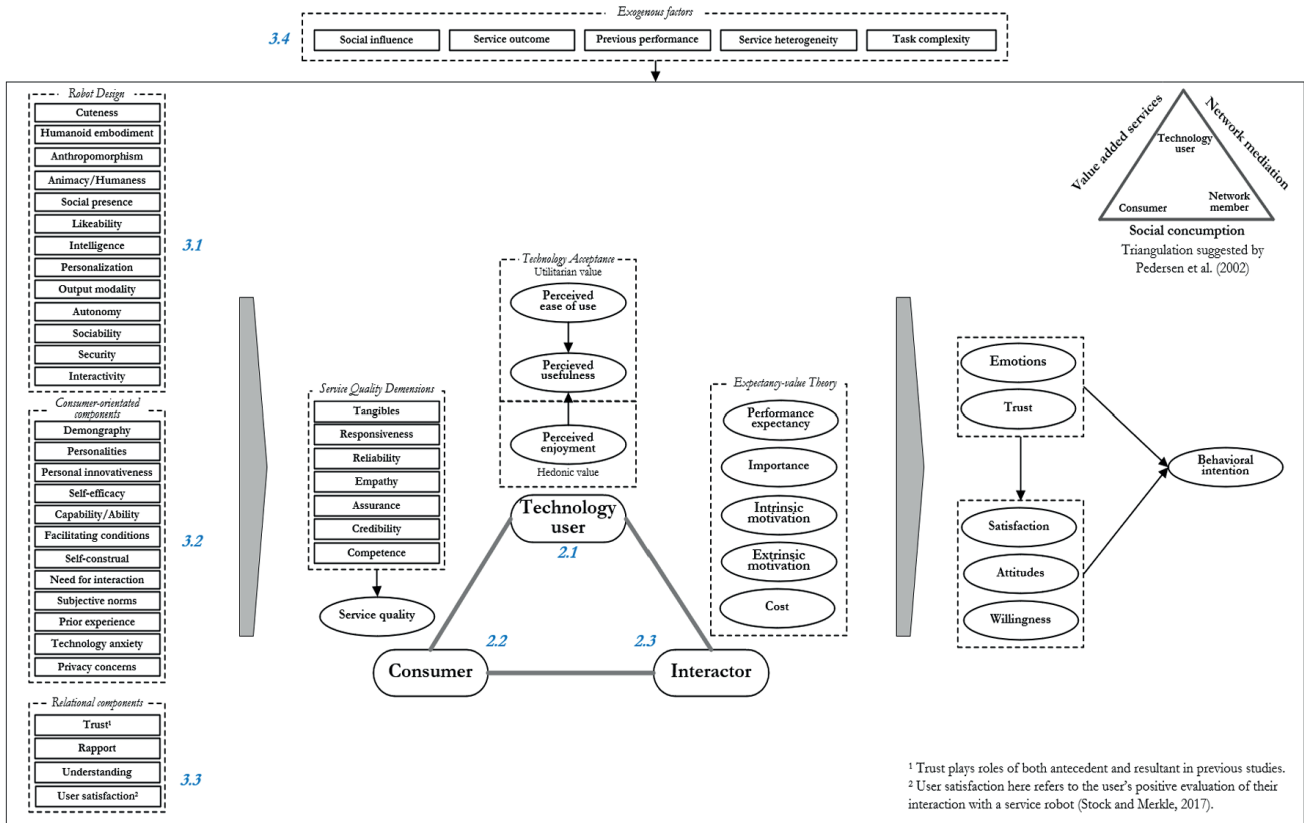 Exogenous factors
3.4
Social influence
Service outcome
Previous performance
Service heterogeneity
Task complexity
Robot Design
Cuteness
Humanoid embodiment
Anthropomorphism
Animacy/Humaness
Social presence
Likeability
Intelligence
Personalization
Output modality
Autonomy
Sociability
Security
Interactivity
3.1
Consumer-orientated
components
Demongraphy
Personalities
Personal innovativeness
Self-efficacy
Capability/Ability
Facilitating conditions
Self-construal
Need for interaction
Subjective norms
Prior experience
Technology anxiety
Privacy concerns
3.2
Relational components
Trust¹
Rapport
Understanding
User satisfaction²
3.3
Service Quality Demensions
Tangibles
Responsiveness
Reliability
Empathy
Assurance
Credibility
Competence
Service quality
Technology Acceptance
Utilitarian value
Perceived
ease of use
Percieved
usefulness
Perceived
enjoyment
Hedonic value
Technology
user
2.1
2.2
2.3
Consumer
Interactor
Expectancy-value Theory
Performance
expectancy
Importance
Intrinsic
motivation
Extrinsic
motivation
Cost
Value added services
Network mediation
Technology
user
Consumer
Network
member
Social concumption
Triangulation suggested by
Pedersen et al. (2002)
Emotions
Trust
Satisfaction
Attitudes
Willingness
Behavioral
intention
¹ Trust plays roles of both antecedent and resultant in previous studies.
² User satisfaction here refers to the user's positive evaluation of their
interaction with a service robot (Stock and Merkle, 2017).